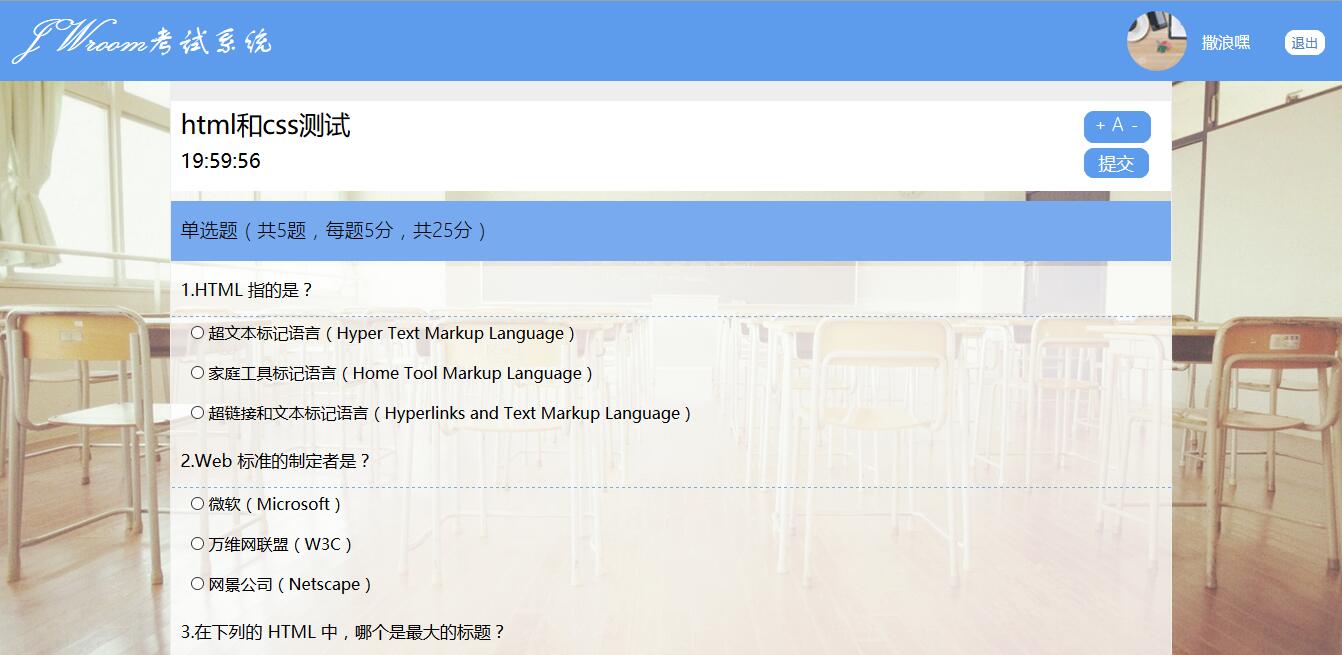 JWroom考试系统
撒浪嘿
退出
html和css测试
+ A -
19:59:56
提交
单选题（共5题，每题5分，共25分）
1.HTML 指的是？
超文本标记语言（Hyper Text Markup Language）
家庭工具标记语言（Home Tool Markup Language）
超链接和文本标记语言（Hyperlinks and Text Markup Language）
2.Web 标准的制定者是？
微软（Microsoft）
万维网联盟（W3C）
网景公司（Netscape）
3.在下列的 HTML 中，哪个是最大的标题？